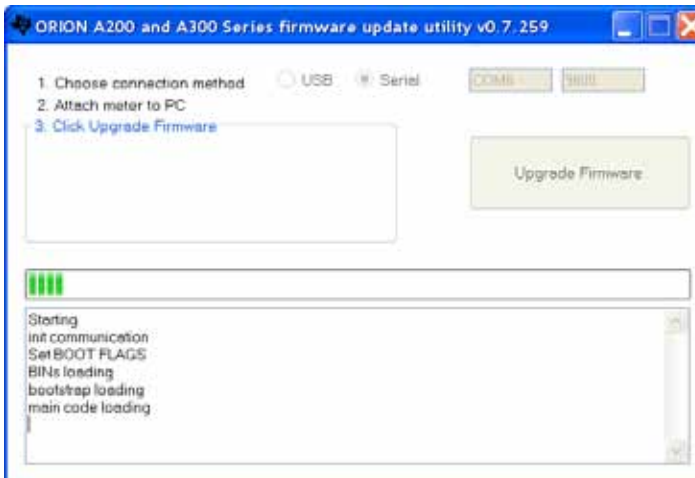 ORION A200 and A300 Series firmware update utility v0.7.259
1. Choose connection method USB Serial COM6 9600
2. Attach meter to PC
3. Click Upgrade Firmware
Upgrade Firmware
Starting
init communication
Set BOOT FLAGS
BINs loading
bootstrap loading
main code loading